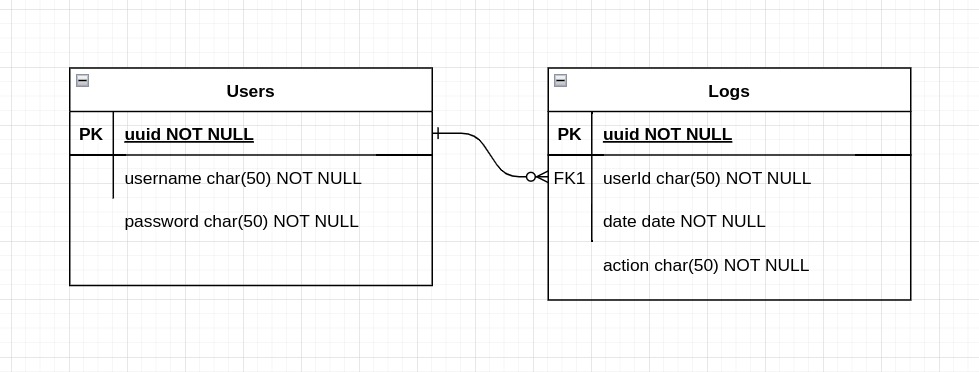 Users
PK uuid NOT NULL
username char(50) NOT NULL
password char(50) NOT NULL
Logs
PK uuid NOT NULL
FK1 userId char(50) NOT NULL
date date NOT NULL
action char(50) NOT NULL